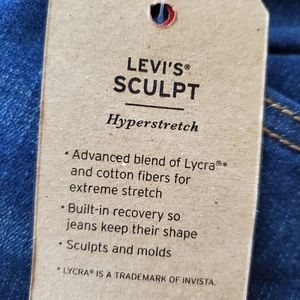 LEVI'S®
SCULPT
Hyperstretch
• Advanced blend of Lycra®*
and cotton fibers for
extreme stretch
• Built-in recovery so
jeans keep their shape
• Sculpts and molds
* LYCRA® IS A TRADEMARK OF INVISTA.